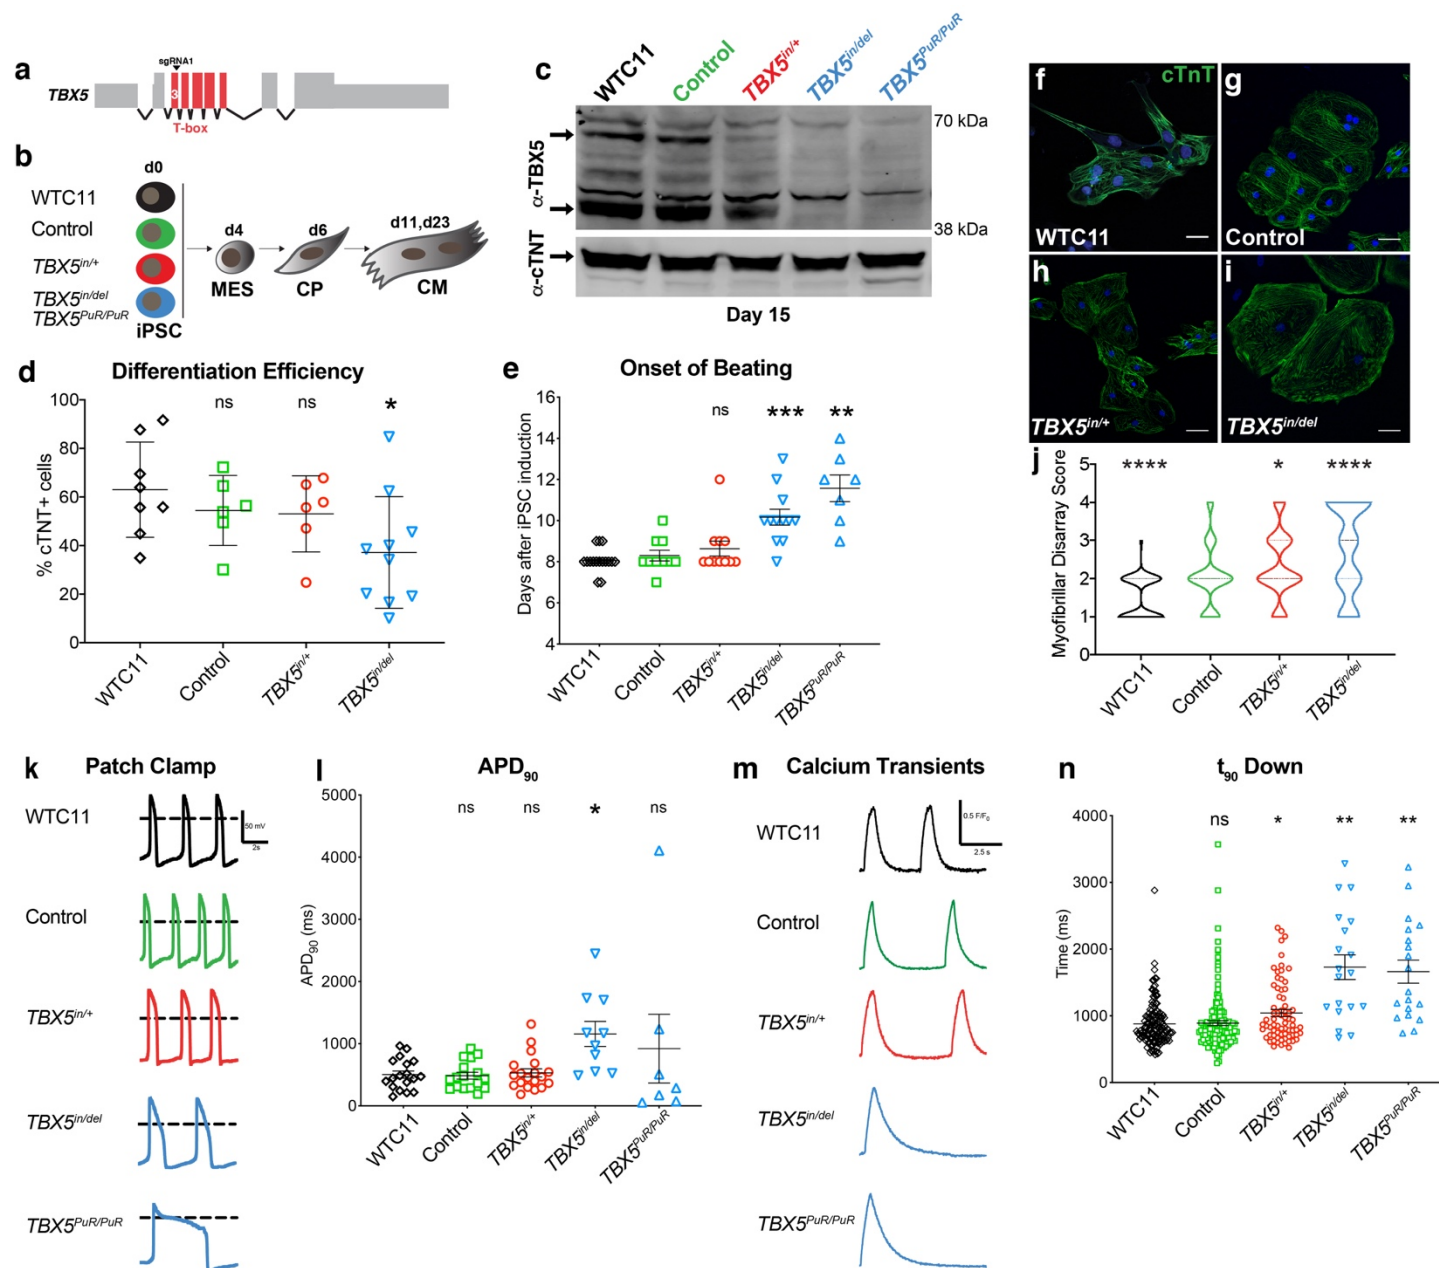 a
sgRNA1
TBX5
3
T-box
b
d0
WTC11
Control
TBX5in/+
TBX5in/del
TBX5PuR/PuR
iPSC
d4
MES
d6
CP
d11,d23
CM
c
WTC11
Control
TBX5in/+
TBX5in/del
TBX5PuR/PuR
α-TBX5
α-cTNT
70 kDa
38 kDa
Day 15
f
cTnT
WTC11
g
Control
h
TBX5in/+
i
TBX5in/del
d
Differentiation Efficiency
% cTNT+ cells
100
80
60
40
20
0
ns
ns
*
WTC11
Control
TBX5in/+
TBX5in/del
e
Onset of Beating
Days after iPSC induction
16
14
12
10
8
6
4
ns
***
**
WTC11
Control
TBX5in/+
TBX5in/del
TBX5PuR/PuR
j
Myofibrillar Disarray Score
5
4
3
2
1
0
****
*
****
WTC11
Control
TBX5in/+
TBX5in/del
k
Patch Clamp
WTC11
50 mV
2s
Control
TBX5in/+
TBX5in/del
TBX5PuR/PuR
l
APD90
APD90 (ms)
5000
4000
3000
2000
1000
0
ns
ns
*
ns
WTC11
Control
TBX5in/+
TBX5in/del
TBX5PuR/PuR
m
Calcium Transients
WTC11
0.5 F/F0
2.5 s
Control
TBX5in/+
TBX5in/del
TBX5PuR/PuR
n
t90 Down
Time (ms)
4000
3000
2000
1000
0
ns
*
**
**
WTC11
Control
TBX5in/+
TBX5in/del
TBX5PuR/PuR